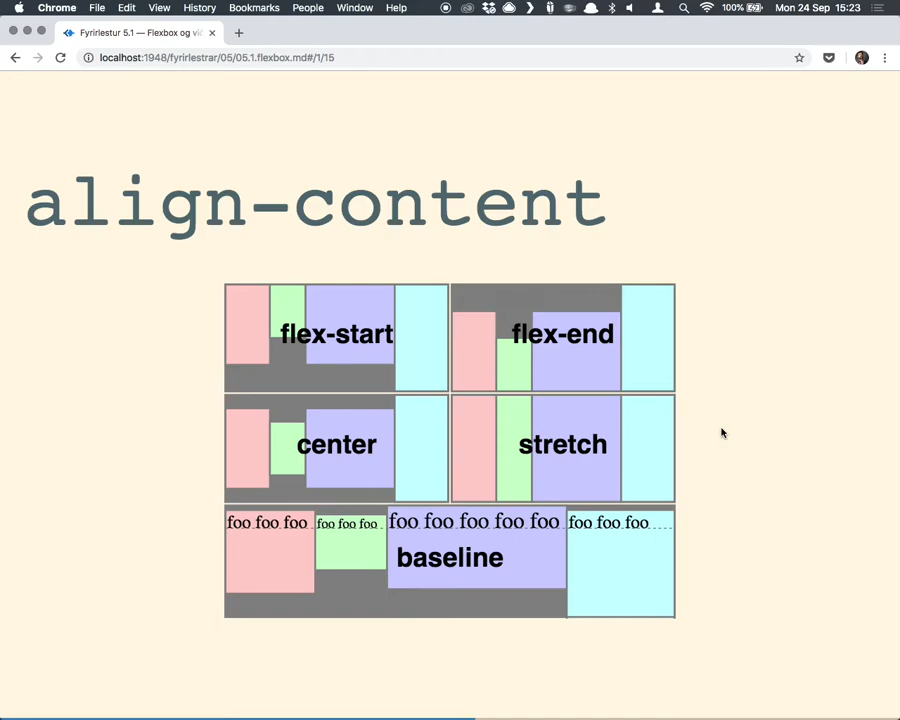 Chrome File Edit View History Bookmarks People Window Help 100% Mon 24 Sep 15:23
Fyrirlestur 5.1 — Flexbox og vi
localhost:1948/fyrirlestrar/05/05.1.flexbox.md#/1/15
align-content
flex-start flex-end
center stretch
foo foo foo foo foo foo foo foo foo foo foo foo foo foo
baseline